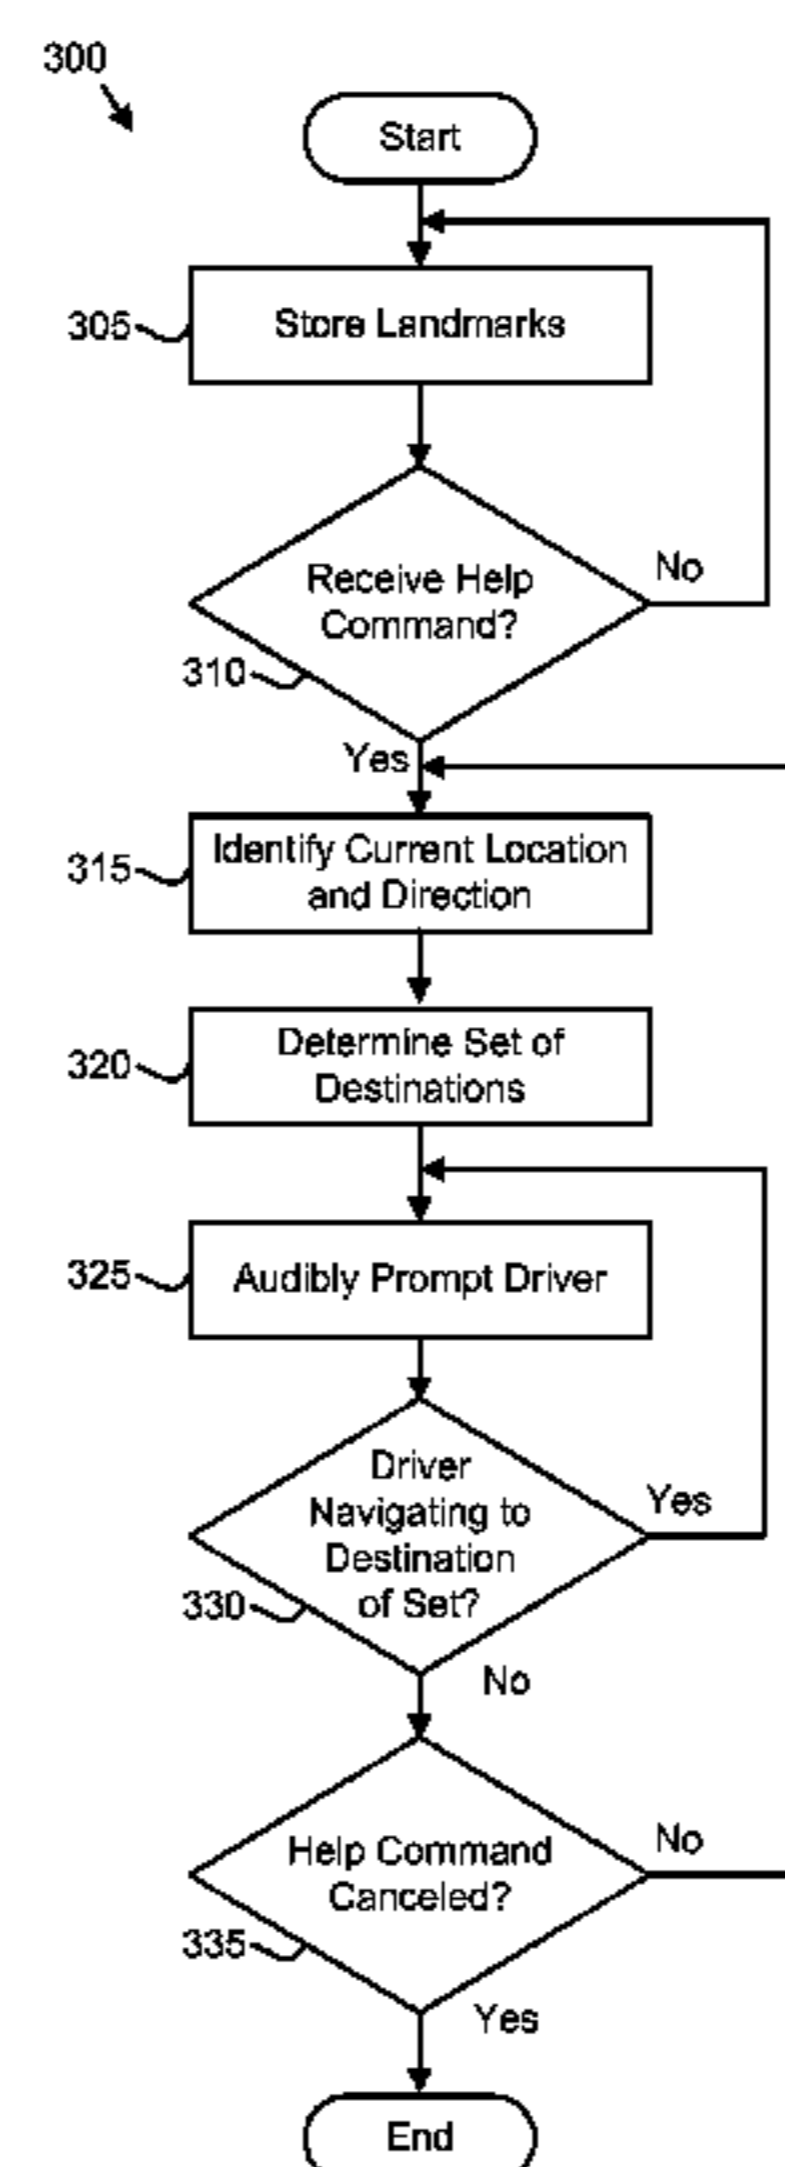 300
Start
305
Store Landmarks
Receive Help
Command?
No
310
Yes
315
Identify Current Location
and Direction
320
Determine Set of
Destinations
325
Audibly Prompt Driver
Driver
Navigating to
Destination
of Set?
Yes
330
No
Help Command
Canceled?
No
335
Yes
End